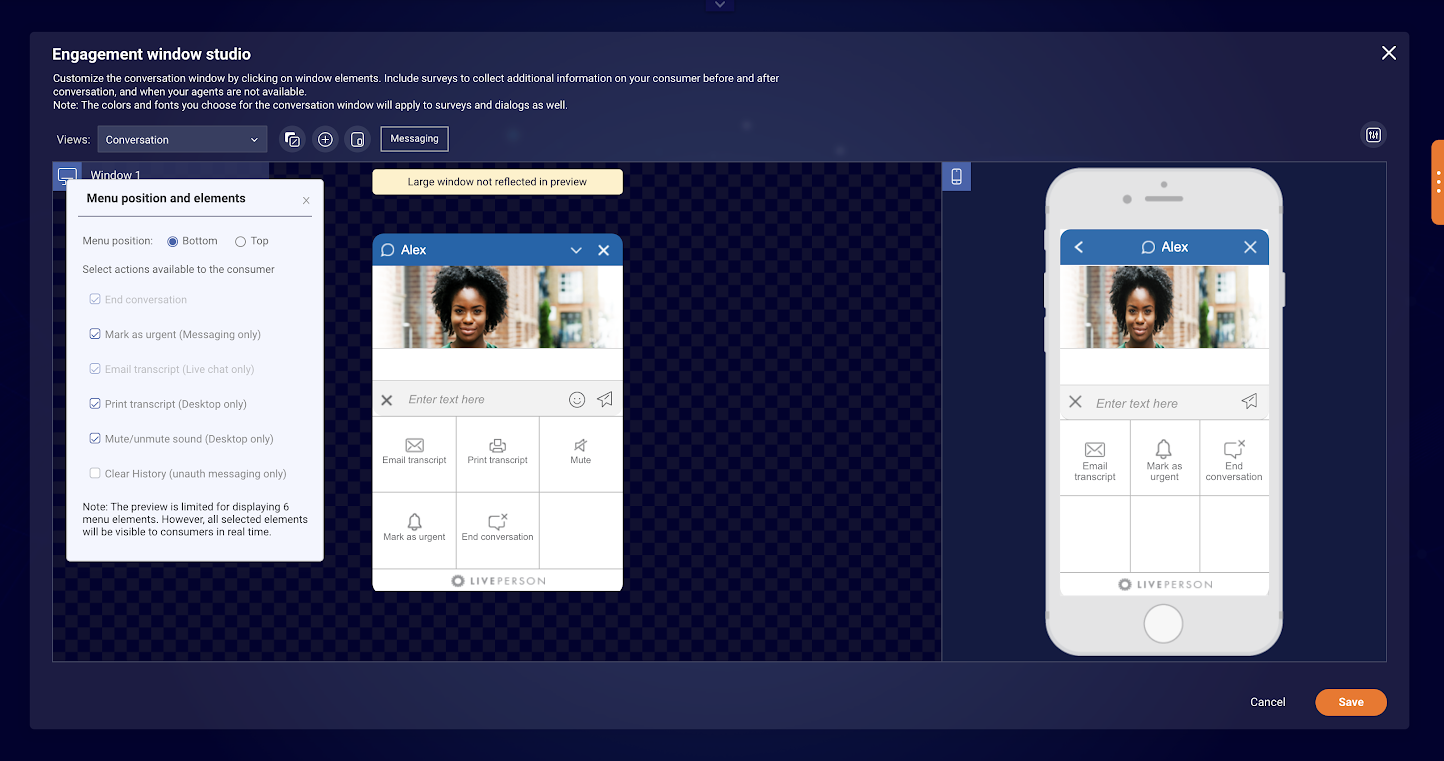 Engagement window studio
Customize the conversation window by clicking on window elements. Include surveys to collect additional information on your consumer before and after
conversation, and when your agents are not available.
Note: The colors and fonts you choose for the conversation window will apply to surveys and dialogs as well.
Views:
Conversation
Messaging
Window 1
Menu position and elements
Menu position:
Bottom
Top
Select actions available to the consumer
End conversation
Mark as urgent (Messaging only)
Email transcript (Live chat only)
Print transcript (Desktop only)
Mute/unmute sound (Desktop only)
Clear History (unauth messaging only)
Note: The preview is limited for displaying 6
menu elements. However, all selected elements
will be visible to consumers in real time.
Large window not reflected in preview
Alex
Enter text here
Email transcript
Print transcript
Mute
Mark as urgent
End conversation
LIVEPERSON
Alex
Enter text here
Email
transcript
Mark as
urgent
End
conversation
LIVEPERSON
Cancel
Save